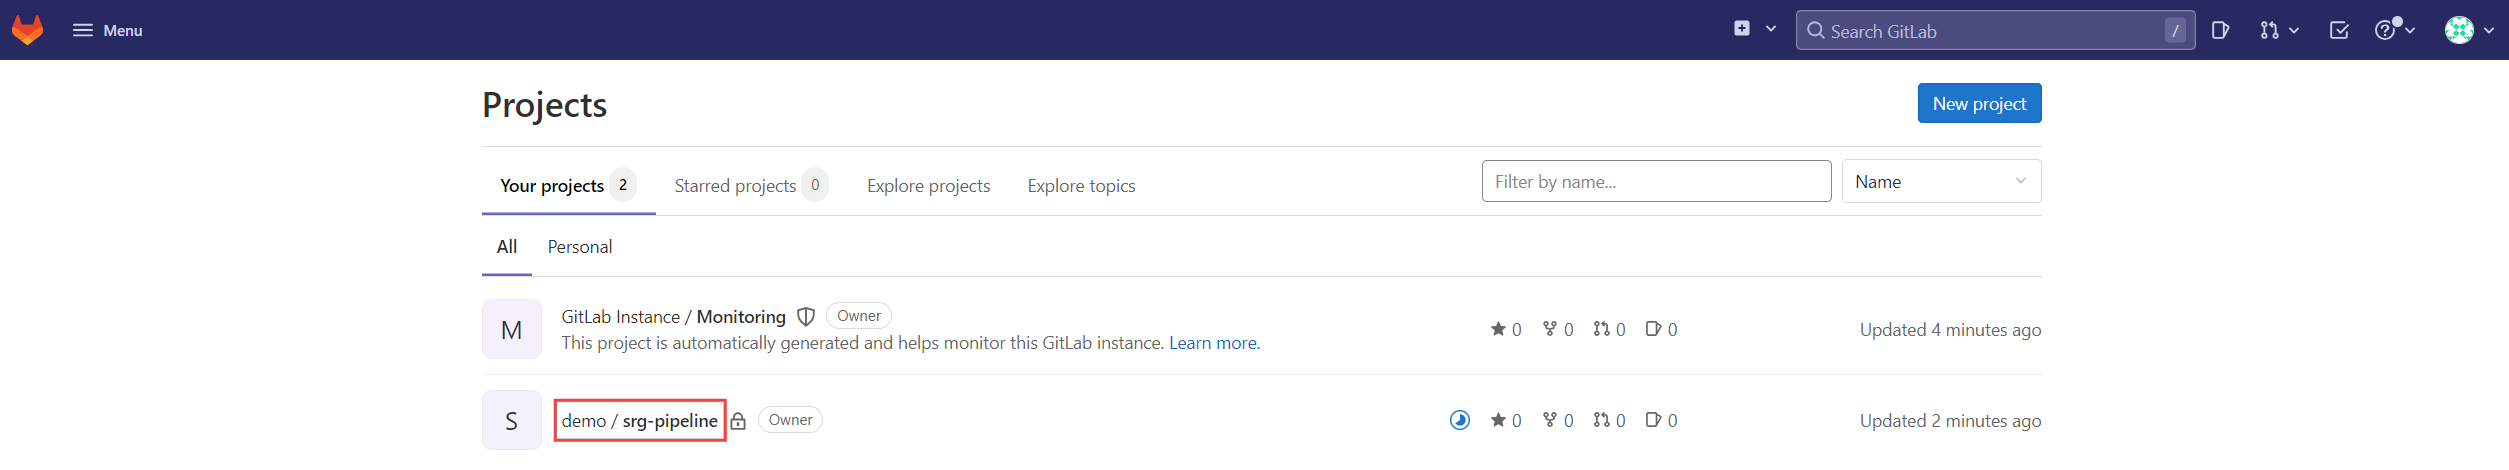 Menu
Search GitLab /
Projects
New project
Your projects 2 Starred projects 0 Explore projects Explore topics Filter by name... Name
All Personal
M GitLab Instance / Monitoring Owner
This project is automatically generated and helps monitor this GitLab instance. Learn more.
0 0 0 0 Updated 4 minutes ago
S demo / srg-pipeline Owner 0 0 0 0 Updated 2 minutes ago